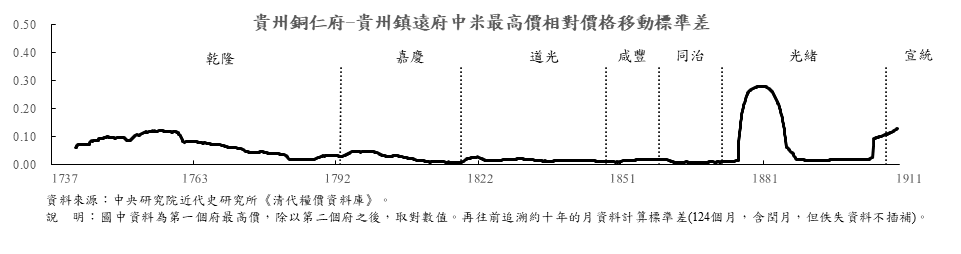 貴州銅仁府-貴州鎮遠府中米最高價相對價格移動標準差
0.50
0.40
0.30
0.20
0.10
0.00
乾隆 嘉慶 道光 咸豐 同治 光緒 宣統
1737 1763 1792 1822 1851 1881 1911
資料來源：中央研究院近代史研究所《清代糧價資料庫》。
說　明：圖中資料為第一個府最高價，除以第二個府之後，取對數值。再往前追溯約十年的月資料計算標準差(124個月，含閏月，但佚失資料不插補)。